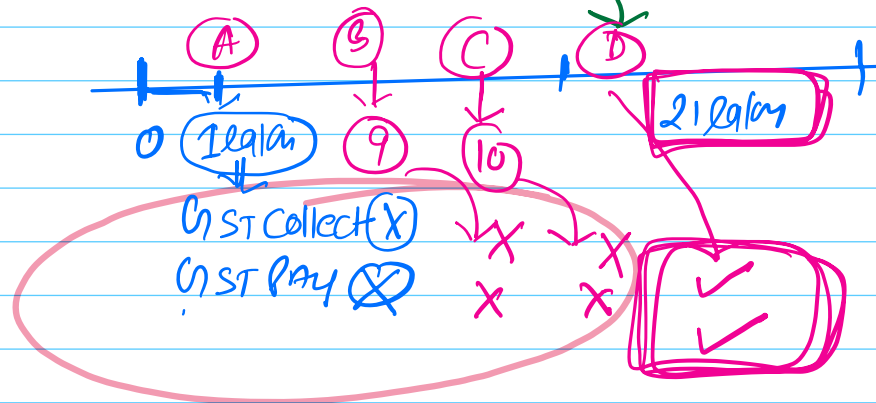 A B C D
0 1 lakh 9 10 21 lakh
GST Collect X X X
GST PAY X X X